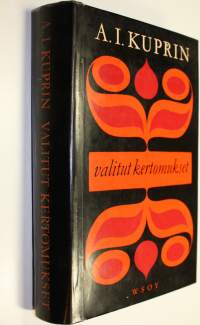 A.I.KUPRIN VALITUT KERTOMUKSET
A.I.KUPRIN
valitut kertomukset
WSOY